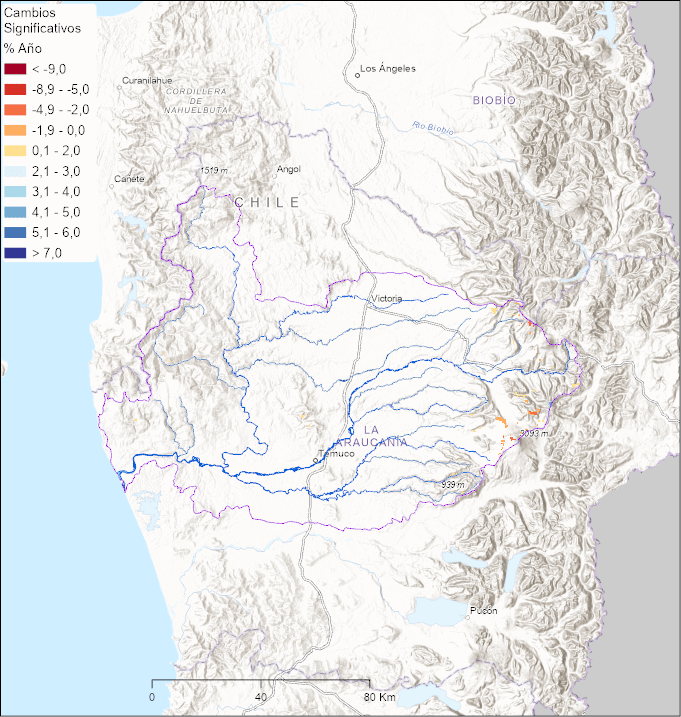 Cambios
Significativos
% Año
< -9,0
-8,9 - -5,0
-4,9 - -2,0
-1,9 - 0,0
0,1 - 2,0
2,1 - 3,0
3,1 - 4,0
4,1 - 5,0
5,1 - 6,0
> 7,0
Los Ángeles
Curanilahue
CORDILLERA
DE
NAHUELBUTA
BIOBÍO
Río Biobío
1519 m
Angol
Cañete
CHILE
Victoria
LA
ARAUCANÍA
3093 m
Temuco
939 m
Pucón
0
40
80 Km